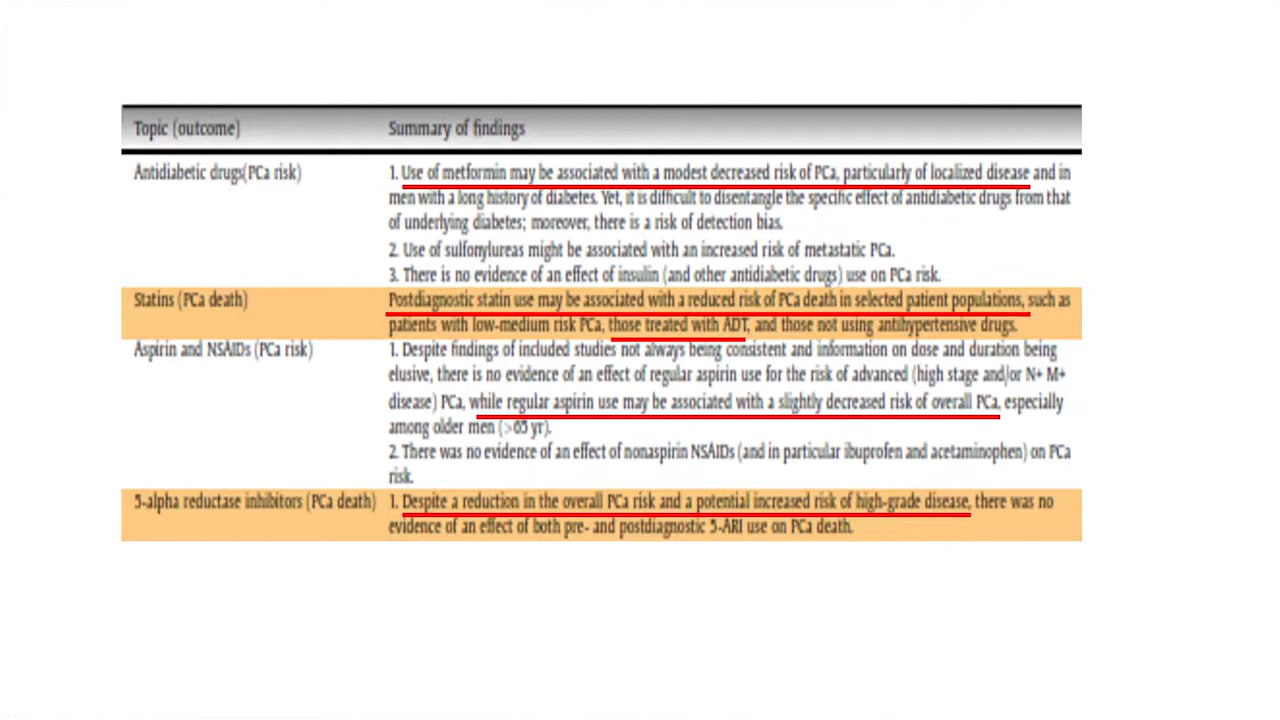 Topic (outcome) Summary of findings
Antidiabetic drugs(PCa risk) 1. Use of metformin may be associated with a modest decreased risk of PCa, particularly of localized disease and in
men with a long history of diabetes. Yet, it is difficult to disentangle the specific effect of antidiabetic drugs from that
of underlying diabetes; moreover, there is a risk of detection bias.
2. Use of sulfonylureas might be associated with an increased risk of metastatic PCa.
3. There is no evidence of an effect of insulin (and other antidiabetic drugs) use on PCa risk.
Statins (PCa death) Postdiagnostic statin use may be associated with a reduced risk of PCa death in selected patient populations, such as
patients with low-medium risk PCa, those treated with ADT, and those not using antihypertensive drugs.
Aspirin and NSAIDs (PCa risk) 1. Despite findings of included studies not always being consistent and information on dose and duration being
elusive, there is no evidence of an effect of regular aspirin use for the risk of advanced (high stage and/or N+ M+
disease) PCa, while regular aspirin use may be associated with a slightly decreased risk of overall PCa, especially
among older men (>65 yr).
2. There was no evidence of an effect of nonaspirin NSAIDs (and in particular ibuprofen and acetaminophen) on PCa
risk.
5-alpha reductase inhibitors (PCa death) 1. Despite a reduction in the overall PCa risk and a potential increased risk of high-grade disease, there was no
evidence of an effect of both pre- and postdiagnostic 5-ARI use on PCa death.